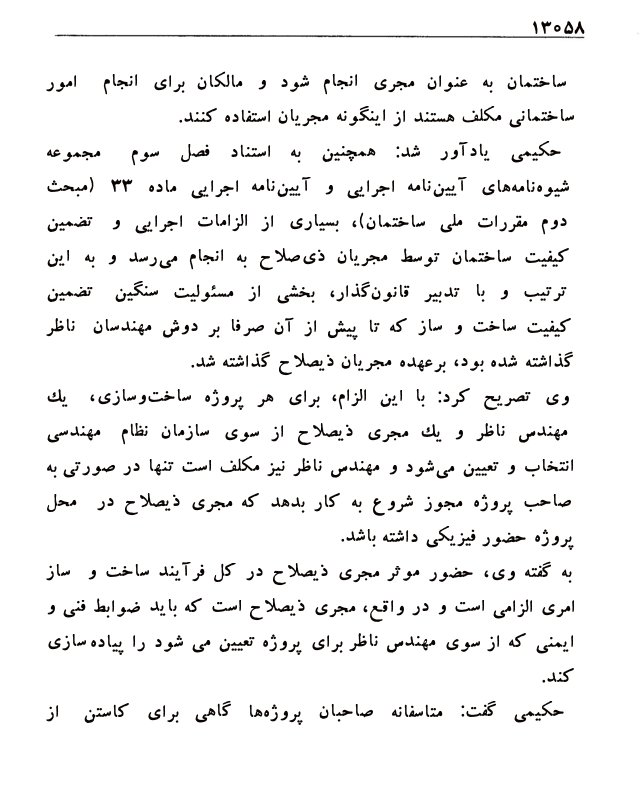 ۱۳۰۵۸
ساختمان به عنوان مجری انجام شود و مالکان برای انجام امور
ساختمانی مکلف هستند از اینگونه مجریان استفاده کنند.
حکیمی یادآور شد: همچنین به استناد فصل سوم مجموعه
شیوه‌نامه‌های آیین‌نامه اجرایی و آیین‌نامه اجرایی ماده ۳۳ (مبحث
دوم مقررات ملی ساختمان)، بسیاری از الزامات اجرایی و تضمین
کیفیت ساختمان توسط مجریان ذی‌صلاح به انجام می‌رسد و به این
ترتیب و با تدبیر قانون‌گذار، بخشی از مسئولیت سنگین تضمین
کیفیت ساخت و ساز که تا پیش از آن صرفا بر دوش مهندسان ناظر
گذاشته شده بود، برعهده مجریان ذیصلاح گذاشته شد.
وی تصریح کرد: با این الزام، برای هر پروژه ساخت‌وسازی، یك
مهندس ناظر و یك مجری ذیصلاح از سوی سازمان نظام مهندسی
انتخاب و تعیین می‌شود و مهندس ناظر نیز مکلف است تنها در صورتی به
صاحب پروژه مجوز شروع به کار بدهد که مجری ذیصلاح در محل
پروژه حضور فیزیکی داشته باشد.
به گفته وی، حضور موثر مجری ذیصلاح در کل فرآیند ساخت و ساز
امری الزامی است و در واقع، مجری ذیصلاح است که باید ضوابط فنی و
ایمنی که از سوی مهندس ناظر برای پروژه تعیین می شود را پیاده سازی
کند.
حکیمی گفت: متاسفانه صاحبان پروژه‌ها گاهی برای کاستن از